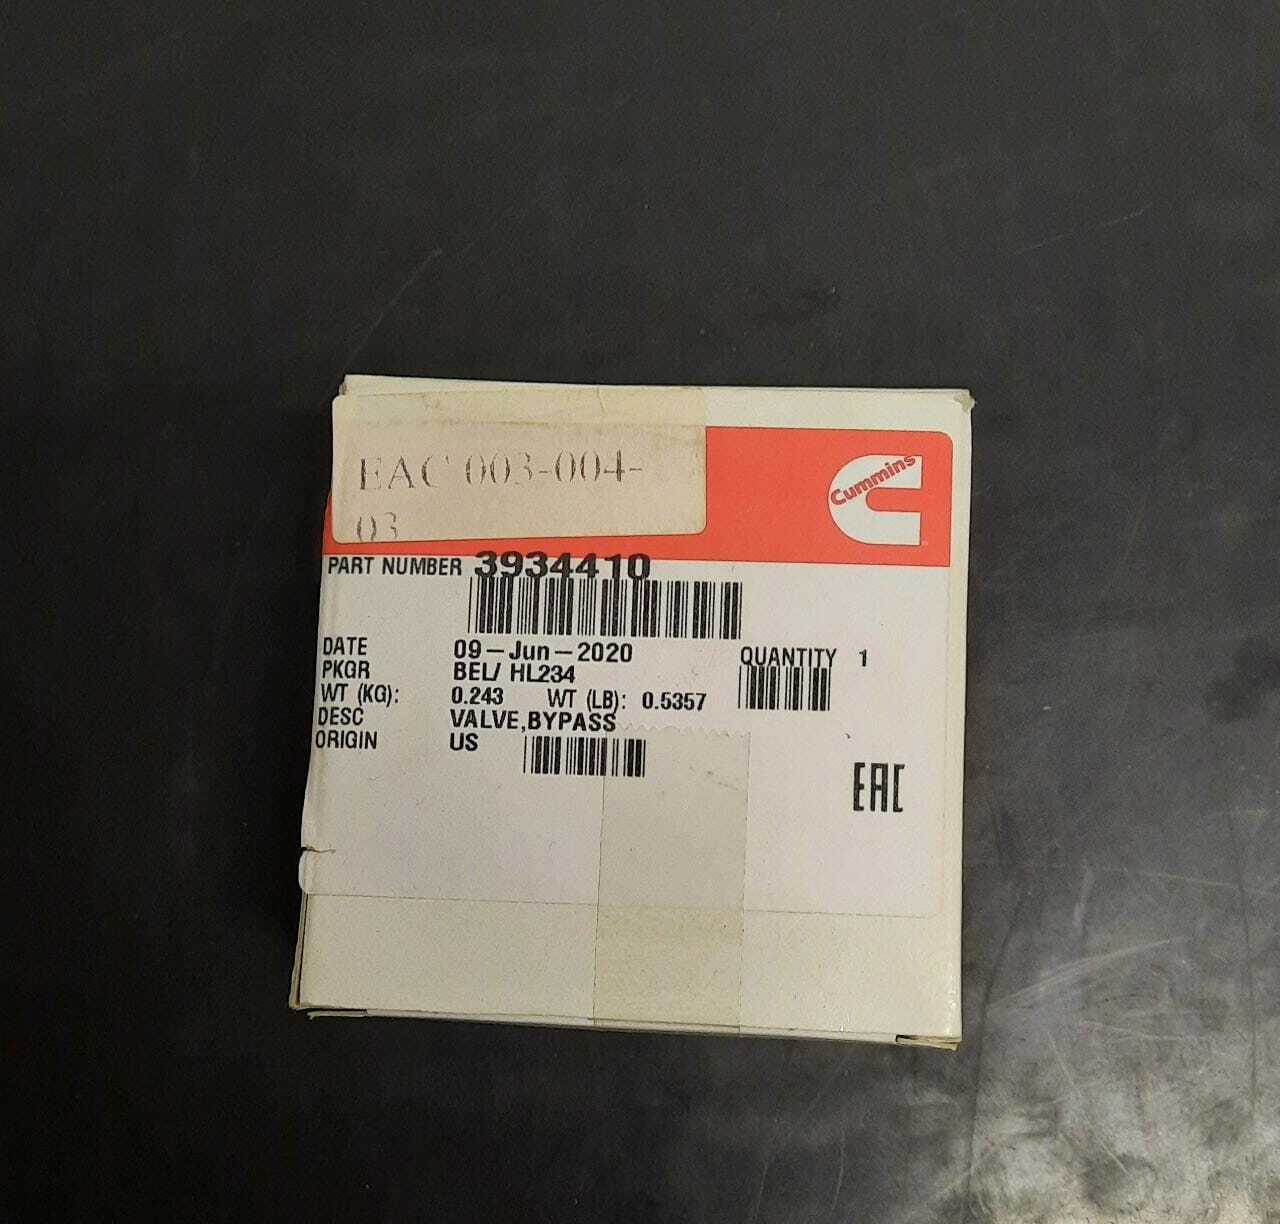 EAC 003-004-
03
Cummins
PART NUMBER 3934410
DATE 09-Jun-2020
QUANTITY 1
PKGR BEL/ HL234
WT (KG): 0.243 WT (LB): 0.5357
DESC VALVE,BYPASS
ORIGIN US
EAC